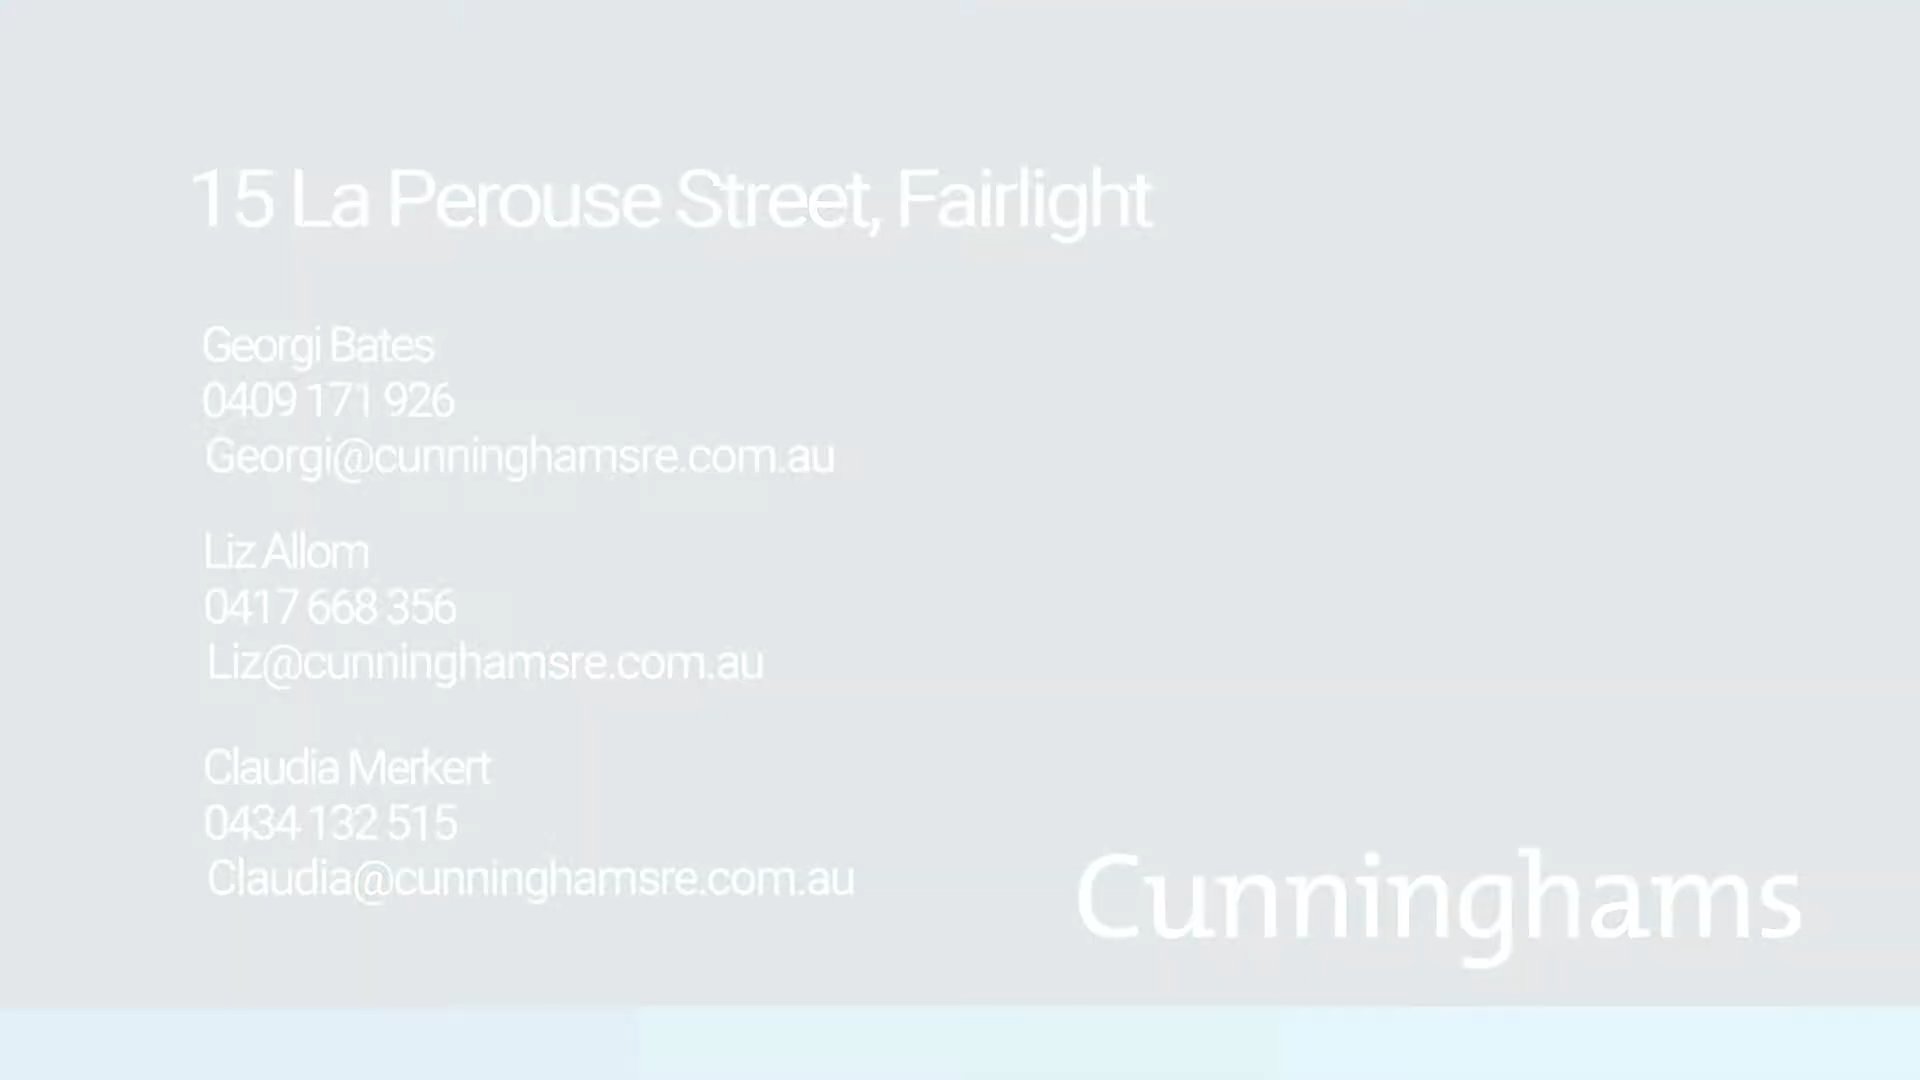 15 La Perouse Street, Fairlight
Georgi Bates
0409 171 926
Georgi@cunninghamsre.com.au
Liz Allom
0417 668 356
Liz@cunninghamsre.com.au
Claudia Merkert
0434 132 515
Claudia@cunninghamsre.com.au
Cunninghams